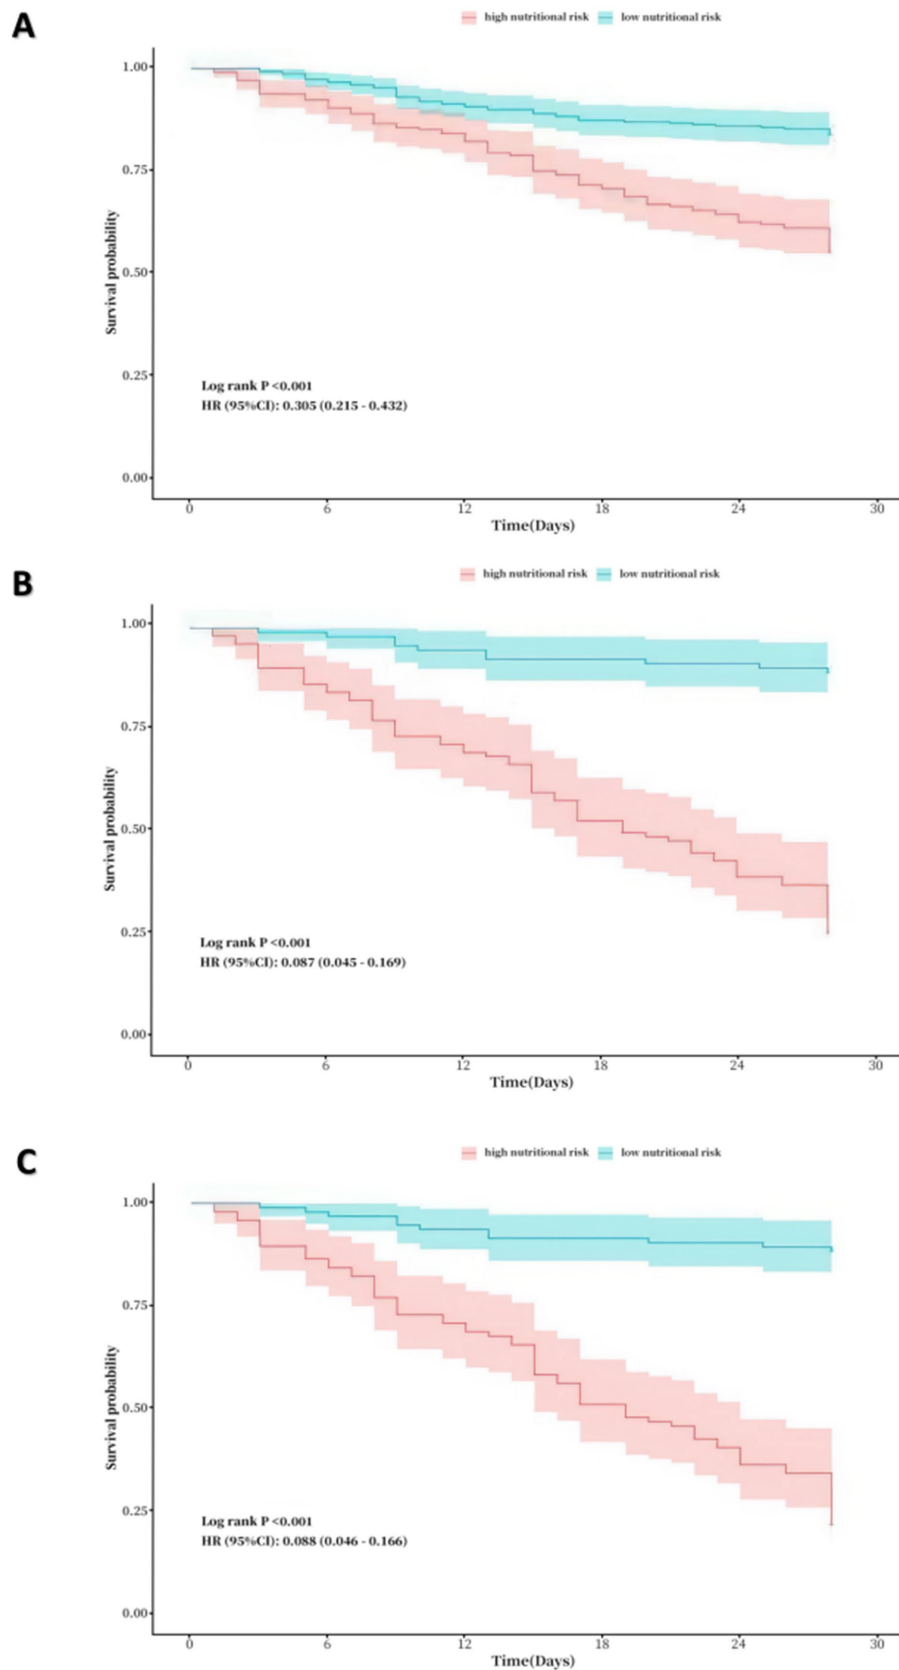 A
high nutritional risk low nutritional risk
1.00
0.75
0.50
0.25
0.00
Survival probability
Log rank P <0.001
HR (95%CI): 0.305 (0.215 - 0.432)
0 6 12 18 24 30
Time(Days)
B
high nutritional risk low nutritional risk
1.00
0.75
0.50
0.25
0.00
Survival probability
Log rank P <0.001
HR (95%CI): 0.087 (0.045 - 0.169)
0 6 12 18 24 30
Time(Days)
C
high nutritional risk low nutritional risk
1.00
0.75
0.50
0.25
0.00
Survival probability
Log rank P <0.001
HR (95%CI): 0.088 (0.046 - 0.166)
0 6 12 18 24 30
Time(Days)